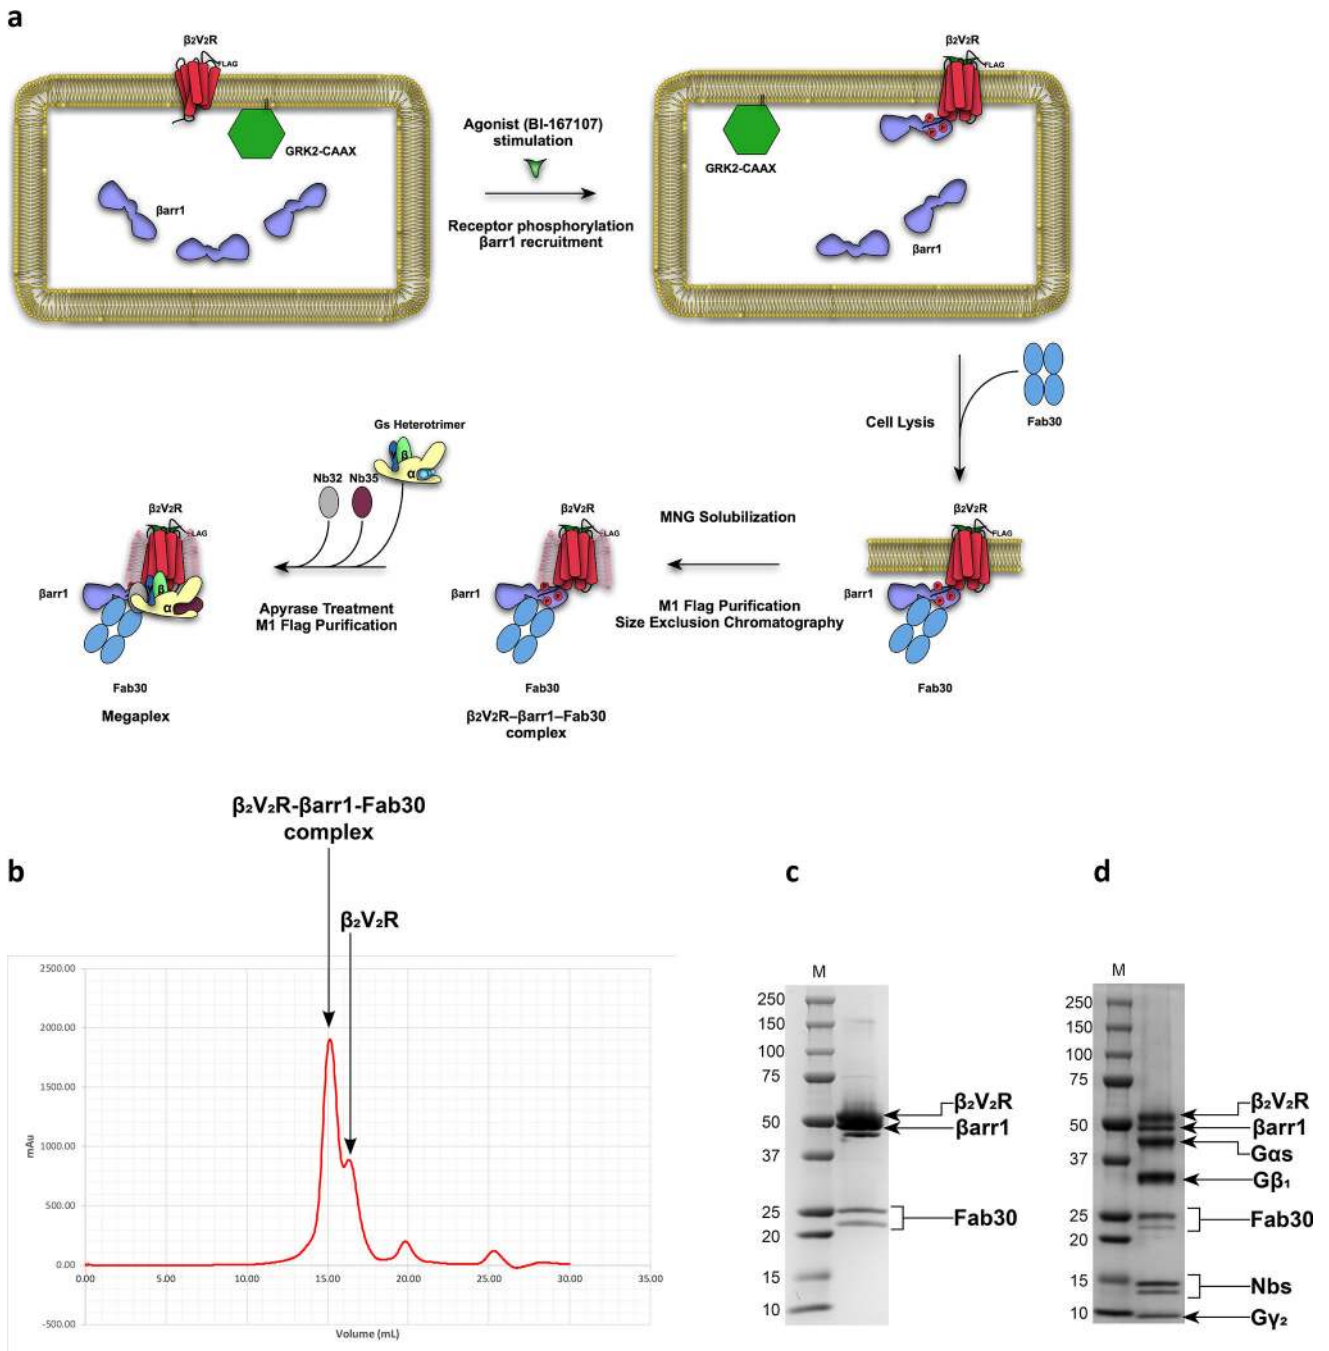 a
β₂V₂R
FLAG
GRK2-CAAX
βarr1
Agonist (BI-167107)
stimulation
Receptor phosphorylation
βarr1 recruitment
β₂V₂R
FLAG
P
P
P
GRK2-CAAX
βarr1
Cell Lysis
Fab30
β₂V₂R
FLAG
βarr1
P
P
P
Fab30
MNG Solubilization
M1 Flag Purification
Size Exclusion Chromatography
β₂V₂R
FLAG
βarr1
P
P
P
Fab30
β₂V₂R–βarr1–Fab30
complex
Gs Heterotrimer
γ
β
α
Nb32
Nb35
Apyrase Treatment
M1 Flag Purification
β₂V₂R
LAG
βarr1
β
α
Fab30
Megaplex
b
β₂V₂R-βarr1-Fab30
complex
β₂V₂R
2500.00
2000.00
1500.00
1000.00
500.00
0.00
-500.00
mAu
0.00 5.00 10.00 15.00 20.00 25.00 30.00 35.00
Volume (mL)
c
M
250
150
100
75
50
37
25
20
15
10
β₂V₂R
βarr1
Fab30
d
M
250
150
100
75
50
37
25
20
15
10
β₂V₂R
βarr1
Gαs
Gβ₁
Fab30
Nbs
Gγ₂